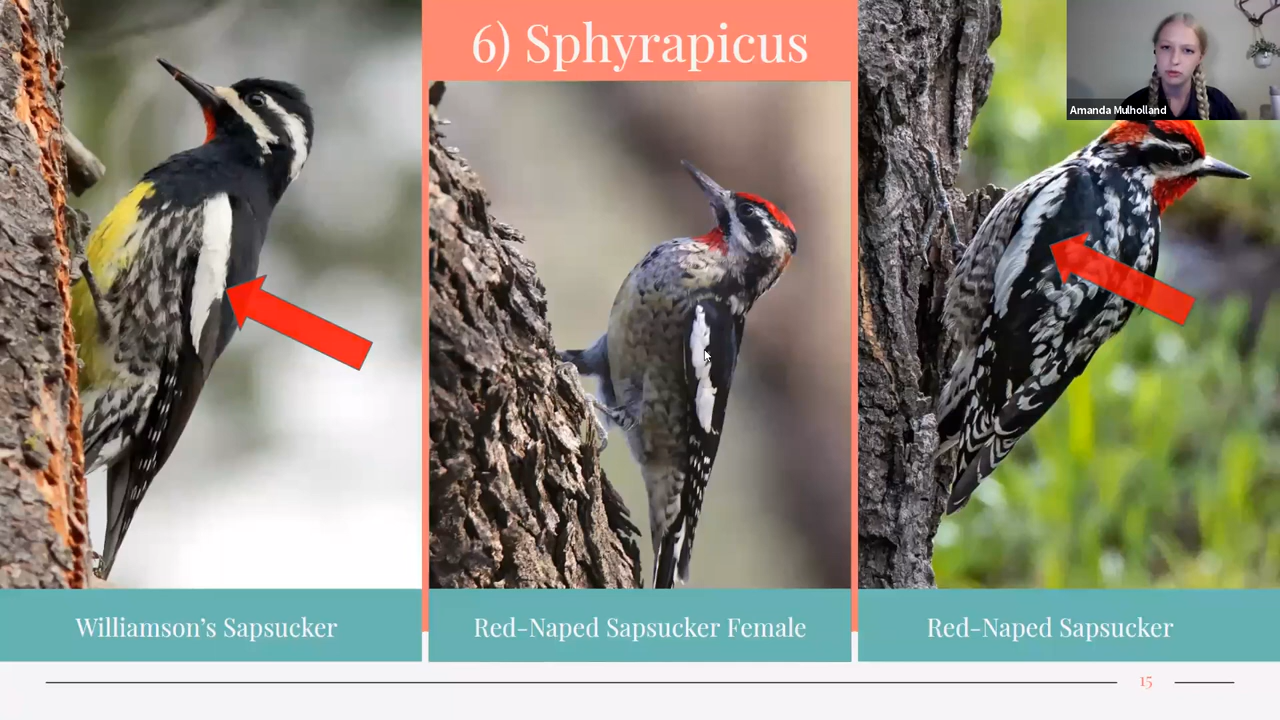 6) Sphyrapicus
Amanda Mulholland
Williamson’s Sapsucker
Red-Naped Sapsucker Female
Red-Naped Sapsucker
15